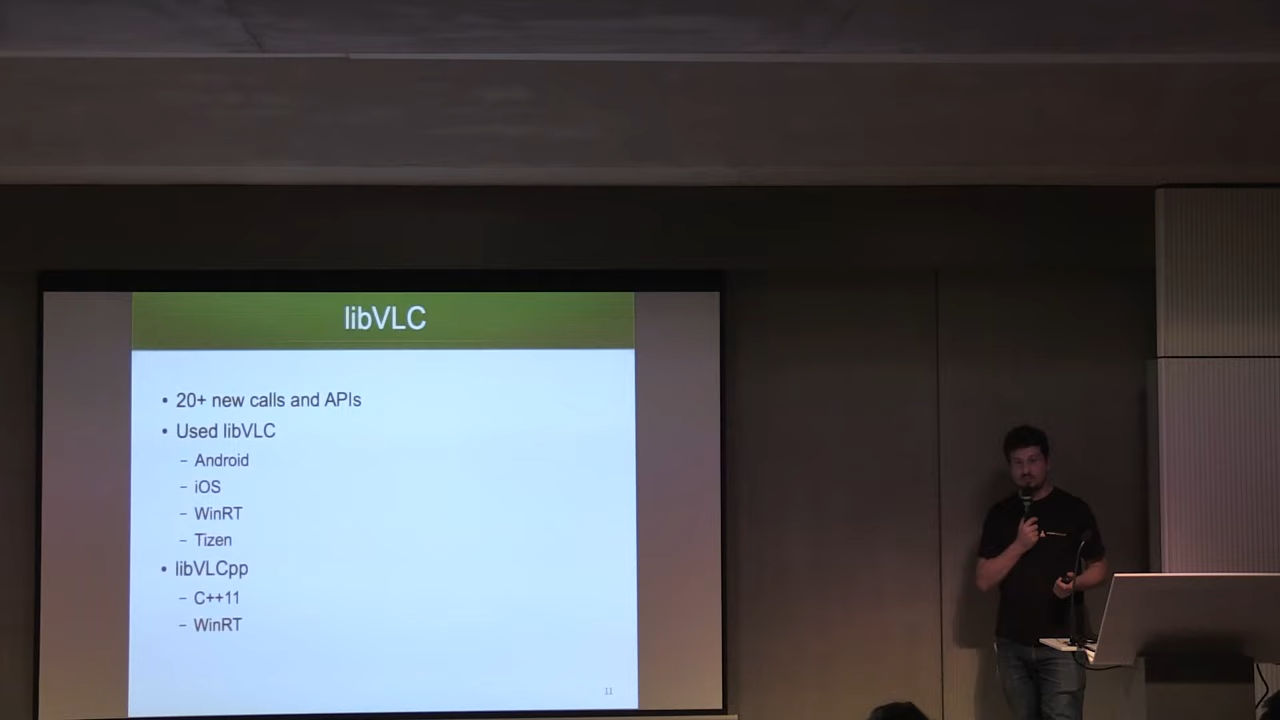 libVLC
• 20+ new calls and APIs
• Used libVLC
– Android
– iOS
– WinRT
– Tizen
• libVLCpp
– C++11
– WinRT
11